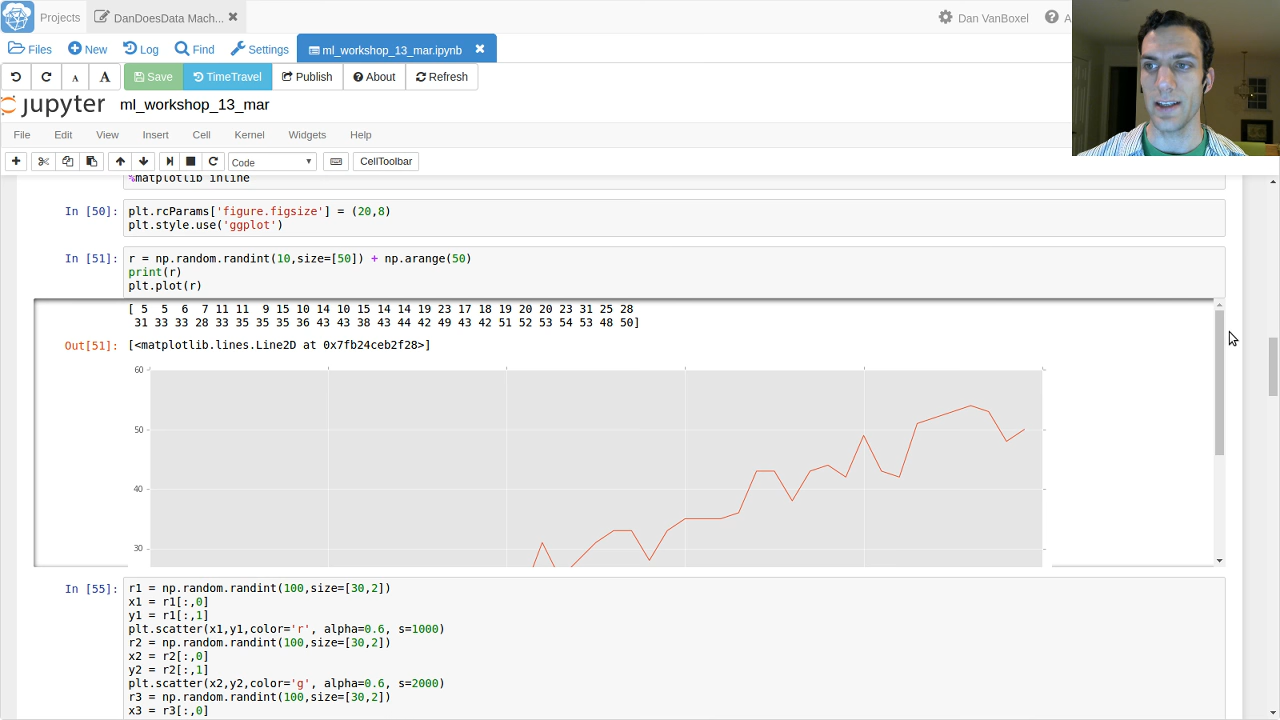 Projects
DanDoesData Mach...
Dan VanBoxel
Files
New
Log
Find
Settings
ml_workshop_13_mar.ipynb
A
A
Save
TimeTravel
Publish
About
Refresh
jupyter ml_workshop_13_mar
File Edit View Insert Cell Kernel Widgets Help
Code
CellToolbar
%matplotlib inline
In [50]: plt.rcParams['figure.figsize'] = (20,8)
plt.style.use('ggplot')
In [51]: r = np.random.randint(10,size=[50]) + np.arange(50)
print(r)
plt.plot(r)
[ 5 5 6 7 11 11 9 15 10 14 10 15 14 14 19 23 17 18 19 20 20 23 31 25 28
31 33 33 28 33 35 35 35 36 43 43 38 43 44 42 49 43 42 51 52 53 54 53 48 50]
Out[51]: [<matplotlib.lines.Line2D at 0x7fb24ceb2f28>]
60
50
40
30
In [55]: r1 = np.random.randint(100,size=[30,2])
x1 = r1[:,0]
y1 = r1[:,1]
plt.scatter(x1,y1,color='r', alpha=0.6, s=1000)
r2 = np.random.randint(100,size=[30,2])
x2 = r2[:,0]
y2 = r2[:,1]
plt.scatter(x2,y2,color='g', alpha=0.6, s=2000)
r3 = np.random.randint(100,size=[30,2])
x3 = r3[:,0]